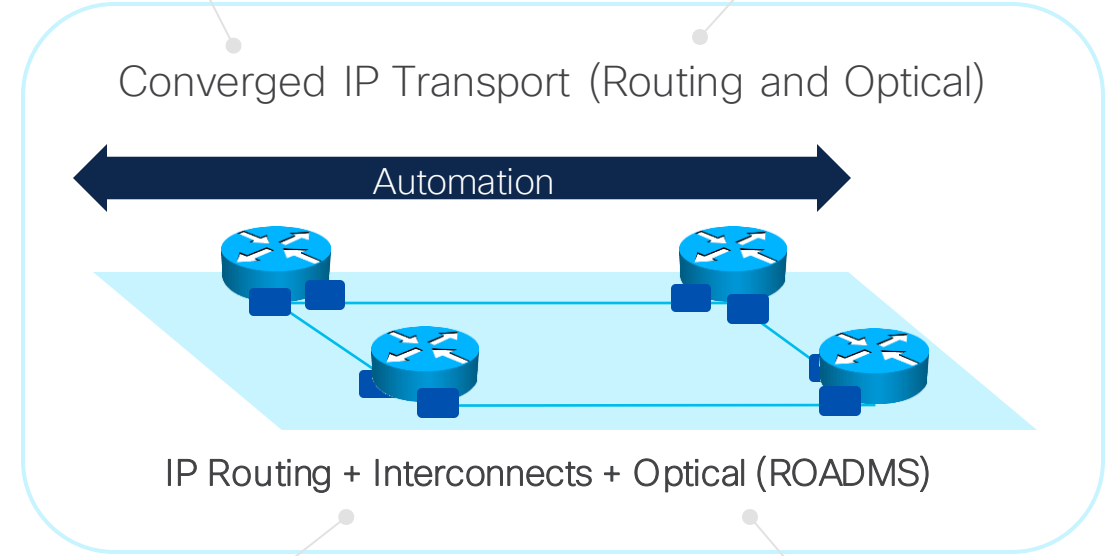 Converged IP Transport (Routing and Optical)
Automation
IP Routing + Interconnects + Optical (ROADMS)